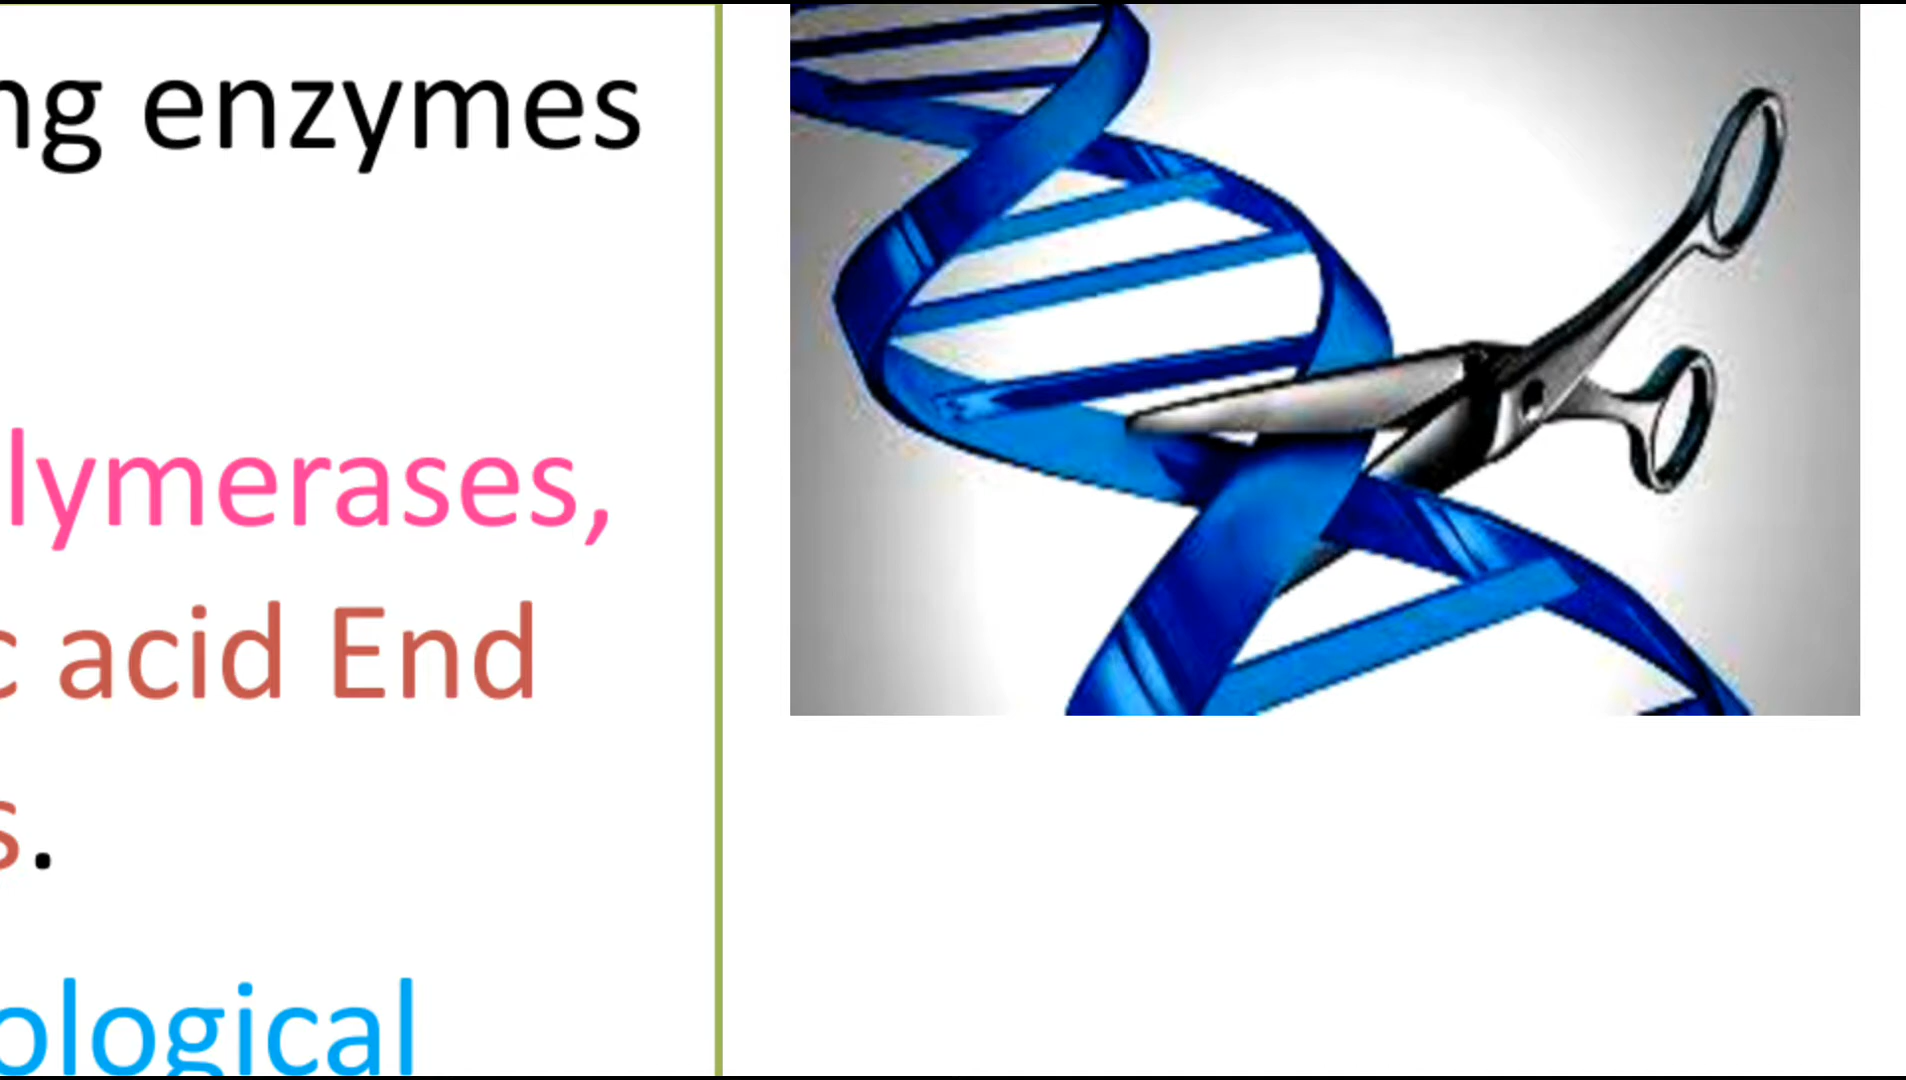 ng enzymes
lymerases,
c acid End
s.
ological